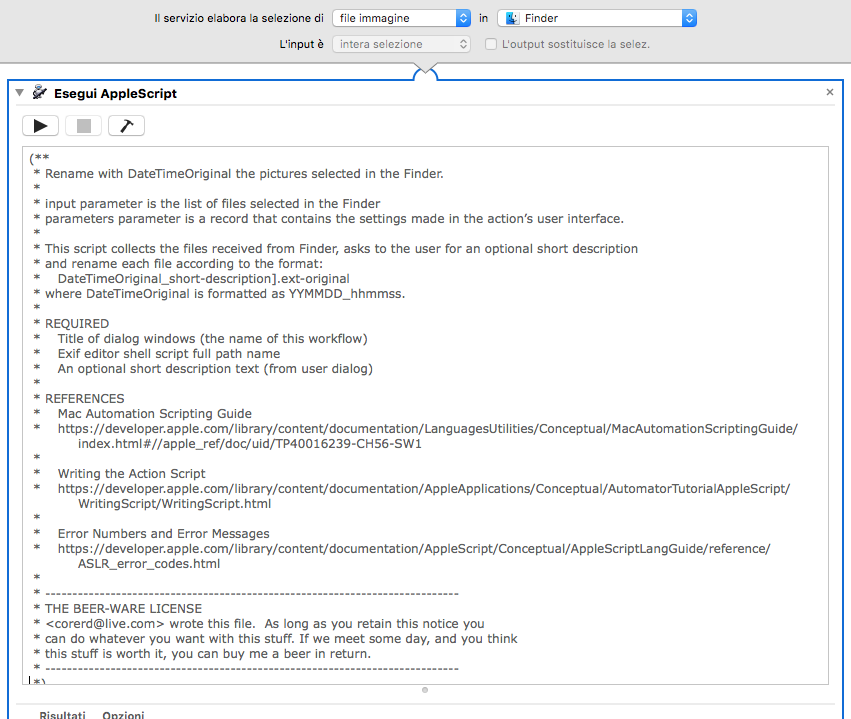 Il servizio elabora la selezione di file immagine in Finder
L'input è intera selezione L'output sostituisce la selez.
Esegui AppleScript
(**
* Rename with DateTimeOriginal the pictures selected in the Finder.
*
* input parameter is the list of files selected in the Finder
* parameters parameter is a record that contains the settings made in the action’s user interface.
*
* This script collects the files received from Finder, asks to the user for an optional short description
* and rename each file according to the format:
* DateTimeOriginal_short-description].ext-original
* where DateTimeOriginal is formatted as YYMMDD_hhmmss.
*
* REQUIRED
* Title of dialog windows (the name of this workflow)
* Exif editor shell script full path name
* An optional short description text (from user dialog)
*
* REFERENCES
* Mac Automation Scripting Guide
* https://developer.apple.com/library/content/documentation/LanguagesUtilities/Conceptual/MacAutomationScriptingGuide/
index.html#//apple_ref/doc/uid/TP40016239-CH56-SW1
*
* Writing the Action Script
* https://developer.apple.com/library/content/documentation/AppleApplications/Conceptual/AutomatorTutorialAppleScript/
WritingScript/WritingScript.html
*
* Error Numbers and Error Messages
* https://developer.apple.com/library/content/documentation/AppleScript/Conceptual/AppleScriptLangGuide/reference/
ASLR_error_codes.html
*
* ----------------------------------------------------------------------------
* THE BEER-WARE LICENSE
* <corerd@live.com> wrote this file.  As long as you retain this notice you
* can do whatever you want with this stuff. If we meet some day, and you think
* this stuff is worth it, you can buy me a beer in return.
* ----------------------------------------------------------------------------
*)
Risultati Opzioni